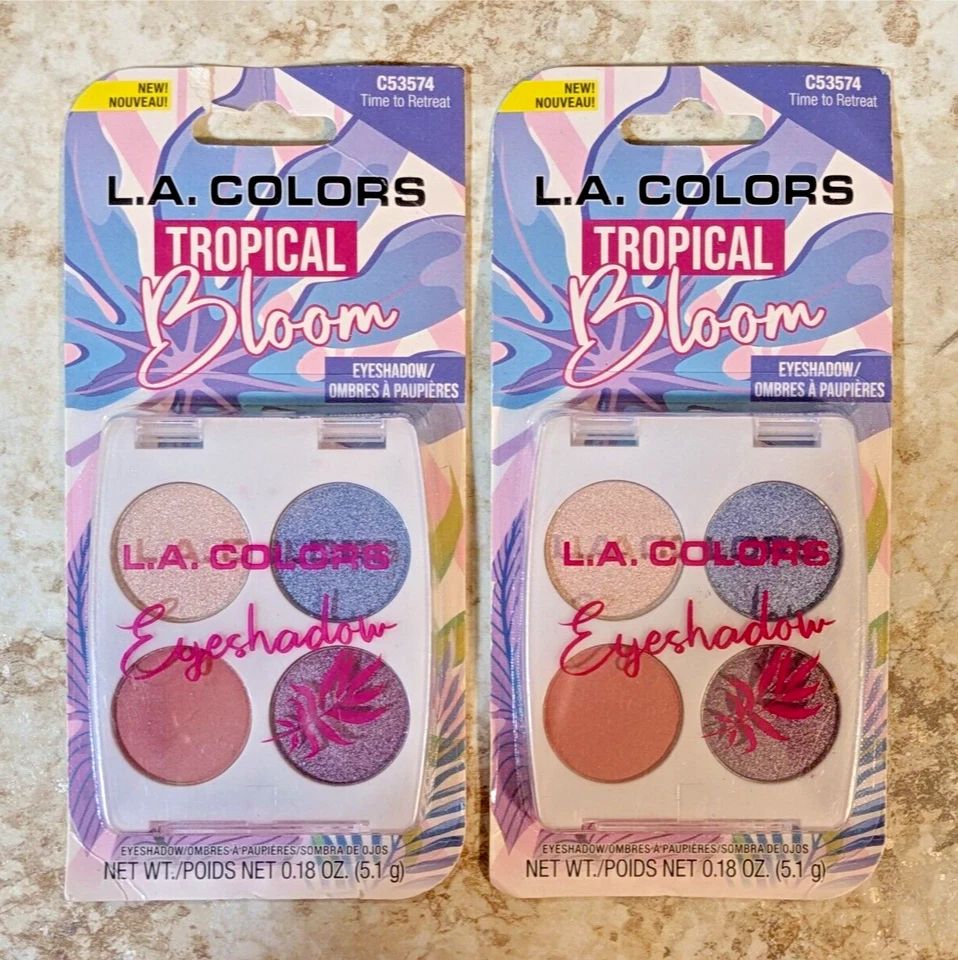 NEW!
NOUVEAU!
C53574
Time to Retreat
L.A. COLORS
TROPICAL
Bloom
EYESHADOW/
OMBRES À PAUPIÈRES
L.A. COLORS
Eyeshadow
EYESHADOW/OMBRES À PAUPIÈRES/SOMBRA DE OJOS
NET WT./POIDS NET 0.18 OZ. (5.1 g)
NEW!
NOUVEAU!
C53574
Time to Retreat
L.A. COLORS
TROPICAL
Bloom
EYESHADOW/
OMBRES À PAUPIÈRES
L.A. COLORS
Eyeshadow
EYESHADOW/OMBRES À PAUPIÈRES/SOMBRA DE OJOS
NET WT./POIDS NET 0.18 OZ. (5.1 g)